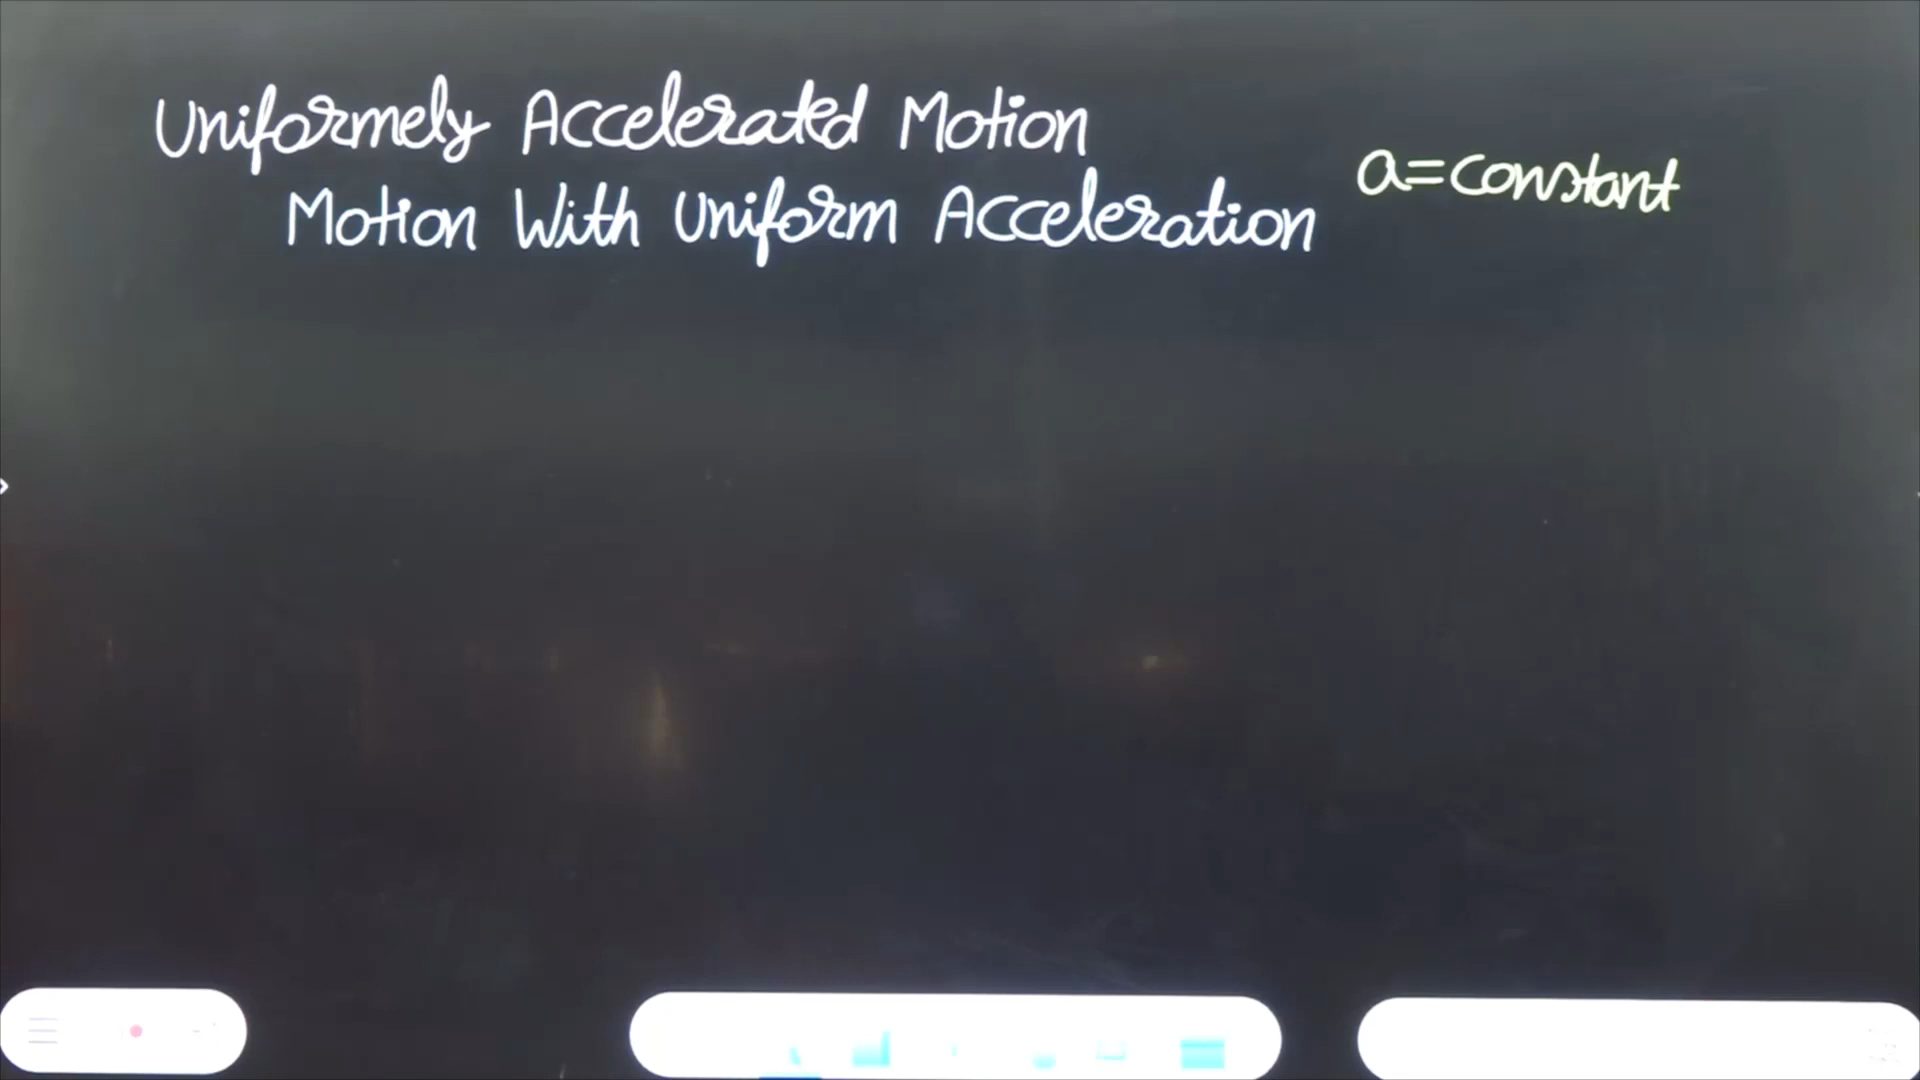 Uniformely Accelerated Motion
Motion With Uniform Acceleration
a=constant